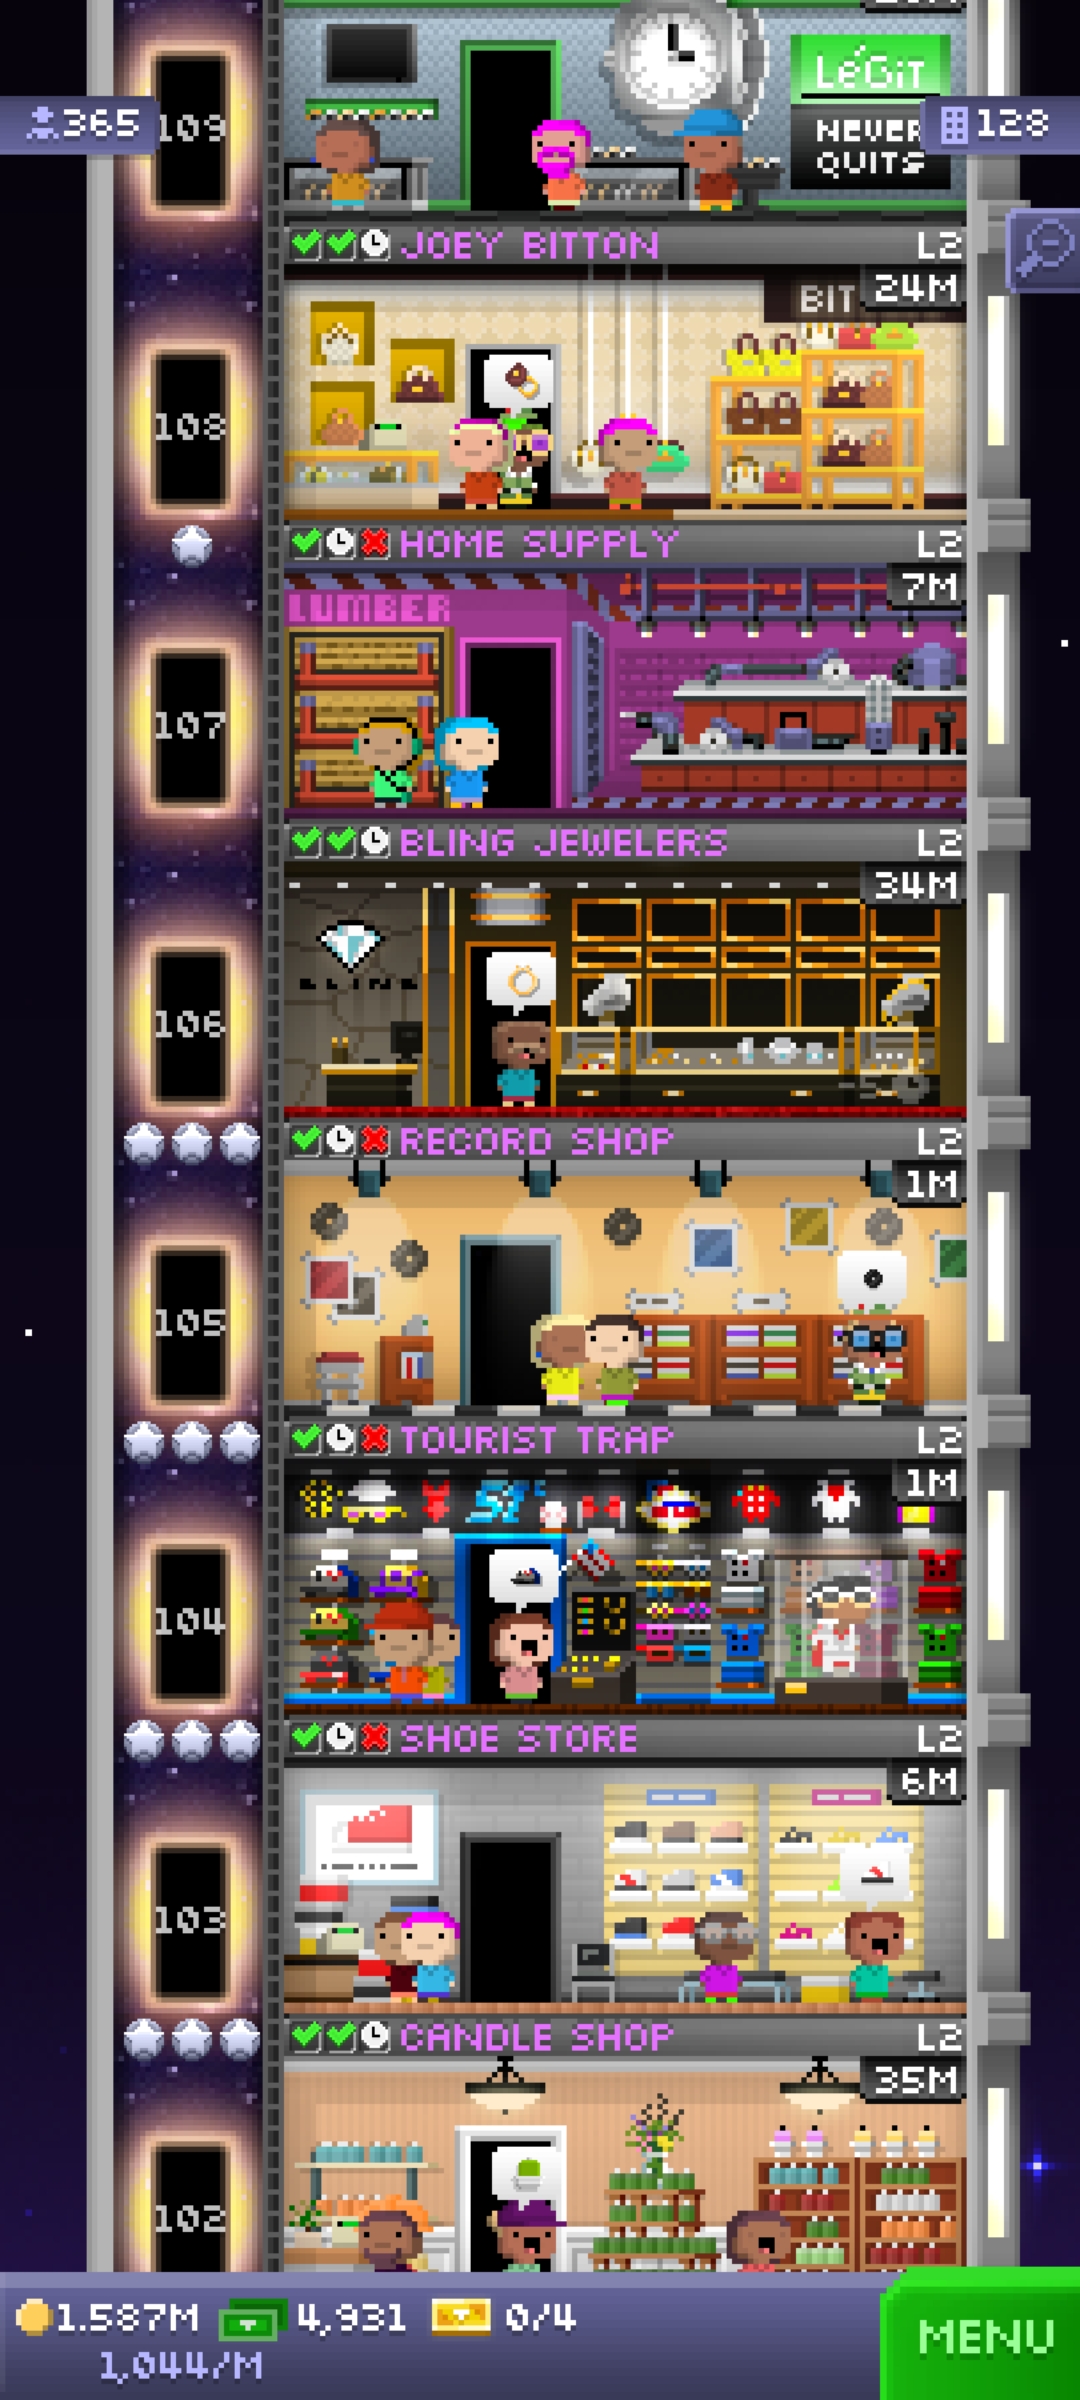 LéGiT
365
109
NEVER
128
QUITS
JOEY BITTON
L2
24M
BIT
108
HOME SUPPLY
L2
7M
LUMBER
107
BLING JEWELERS
L2
34M
BLING
106
RECORD SHOP
L2
1M
105
TOURIST TRAP
L2
1M
104
SHOE STORE
L2
6M
103
CANDLE SHOP
L2
35M
102
1.587M
4,931
0/4
MENU
1,044/M